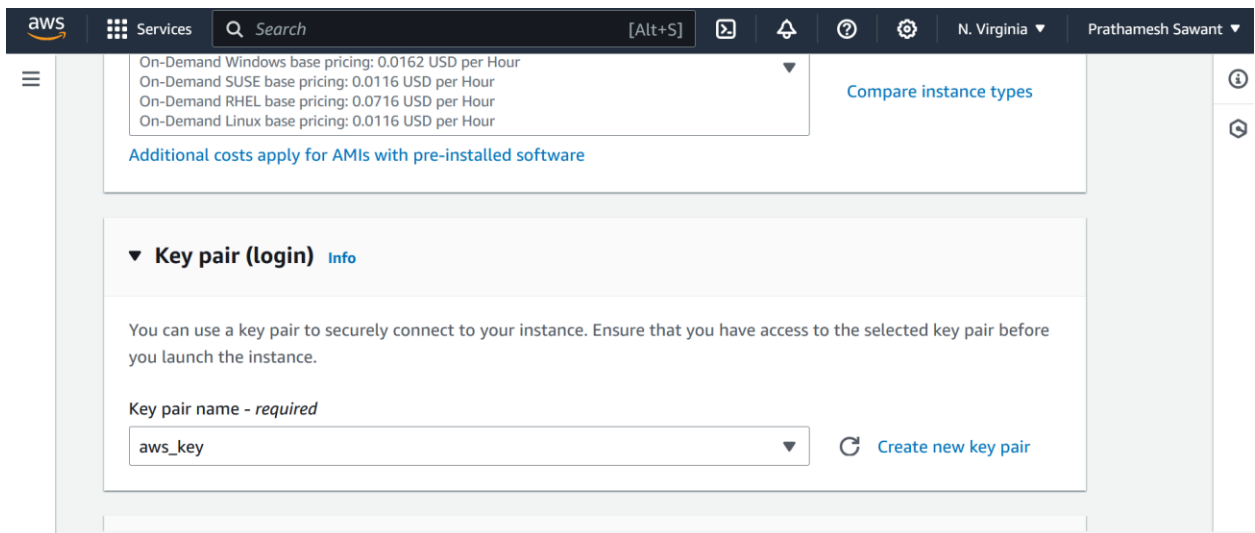 aws
Services
Search
[Alt+S]
N. Virginia
Prathamesh Sawant
On-Demand Windows base pricing: 0.0162 USD per Hour
On-Demand SUSE base pricing: 0.0116 USD per Hour
On-Demand RHEL base pricing: 0.0716 USD per Hour
On-Demand Linux base pricing: 0.0116 USD per Hour
Compare instance types
Additional costs apply for AMIs with pre-installed software
Key pair (login) Info
You can use a key pair to securely connect to your instance. Ensure that you have access to the selected key pair before
you launch the instance.
Key pair name - required
aws_key
Create new key pair